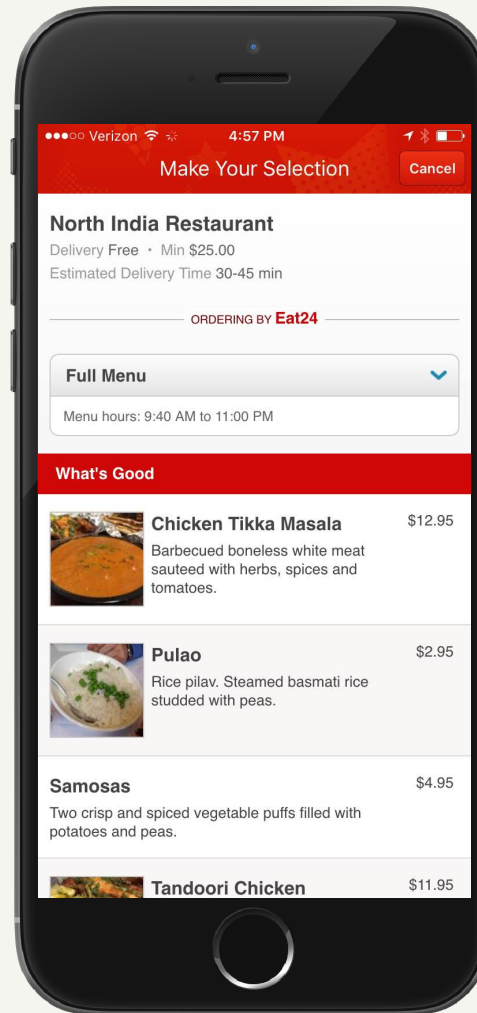 Verizon 4:57 PM
Make Your Selection Cancel
North India Restaurant
Delivery Free • Min $25.00
Estimated Delivery Time 30-45 min
ORDERING BY Eat24
Full Menu
Menu hours: 9:40 AM to 11:00 PM
What's Good
Chicken Tikka Masala $12.95
Barbecued boneless white meat
sauteed with herbs, spices and
tomatoes.
Pulao $2.95
Rice pilav. Steamed basmati rice
studded with peas.
Samosas $4.95
Two crisp and spiced vegetable puffs filled with
potatoes and peas.
Tandoori Chicken $11.95